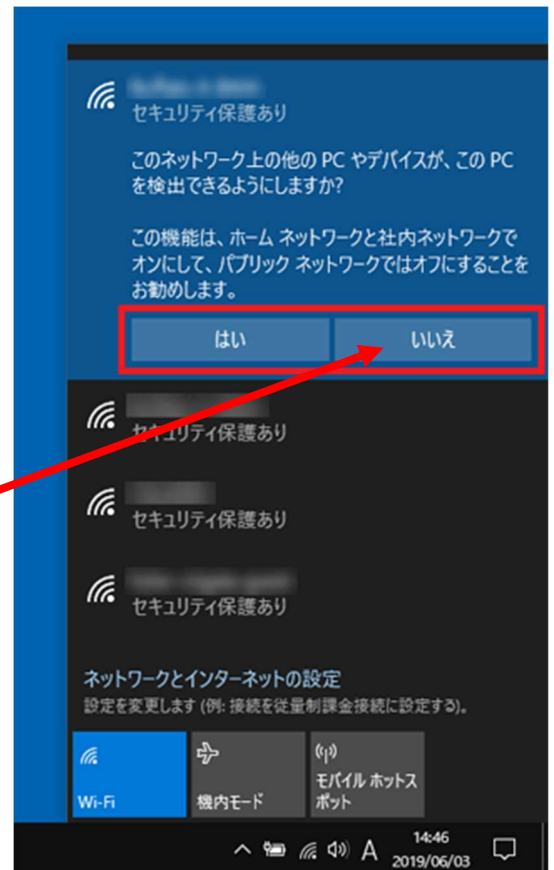 セキュリティ保護あり
このネットワーク上の他の PC やデバイスが、この PC
を検出できるようにしますか?
この機能は、ホーム ネットワークと社内ネットワークで
オンにして、パブリック ネットワークではオフにすることを
お勧めします。
はい いいえ
セキュリティ保護あり
セキュリティ保護あり
セキュリティ保護あり
ネットワークとインターネットの設定
設定を変更します (例: 接続を従量制課金接続に設定する)。
Wi-Fi
機内モード
モバイル ホットス
ポット
A
14:46
2019/06/03